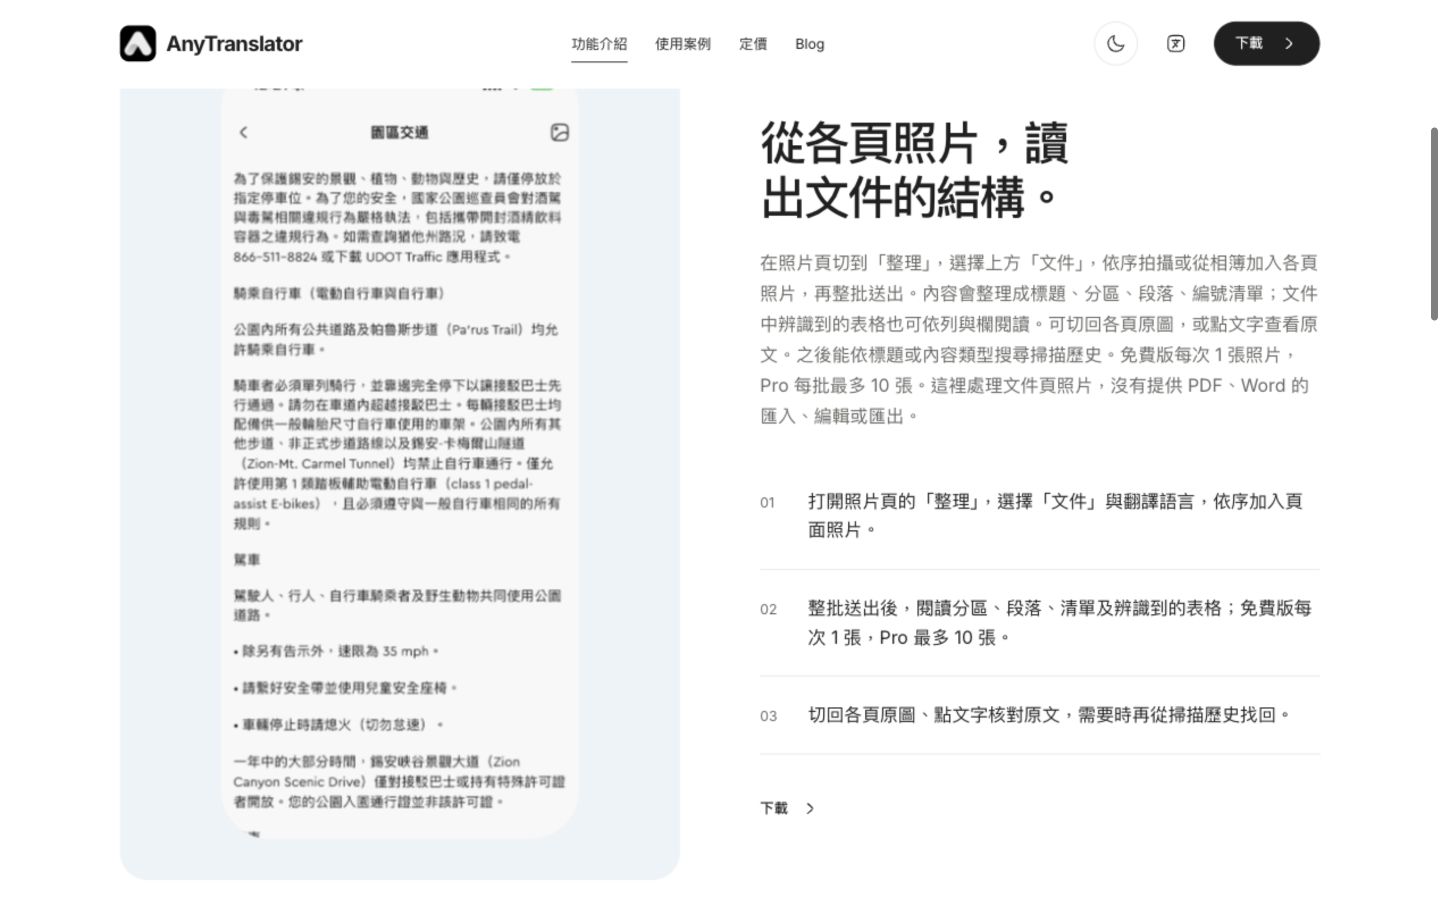 AnyTranslator
功能介紹
使用案例
定價
Blog
下載
園區交通
為了保護錫安的景觀、植物、動物與歷史，請僅停放於
指定停車位。為了您的安全，國家公園巡查員會對酒駕
與毒駕相關違規行為嚴格執法，包括攜帶開封酒精飲料
容器之違規行為。如需查詢猶他州路況，請致電
866-511-8824 或下載 UDOT Traffic 應用程式。
騎乘自行車（電動自行車與自行車）
公園內所有公共道路及帕魯斯步道（Pa'rus Trail）均允
許騎乘自行車。
騎車者必須單列騎行，並靠邊完全停下以讓接駁巴士先
行通過。請勿在車道內超越接駁巴士。每輛接駁巴士均
配備供一般輪胎尺寸自行車使用的車架。公園內所有其
他步道、非正式步道路線以及錫安-卡梅爾山隧道
（Zion-Mt. Carmel Tunnel）均禁止自行車通行。僅允
許使用第 1 類踏板輔助電動自行車（class 1 pedal-
assist E-bikes），且必須遵守與一般自行車相同的所有
規則。
駕車
駕駛人、行人、自行車騎乘者及野生動物共同使用公園
道路。
• 除另有告示外，速限為 35 mph。
• 請繫好安全帶並使用兒童安全座椅。
• 車輛停止時請熄火（切勿怠速）。
一年中的大部分時間，錫安峽谷景觀大道（Zion
Canyon Scenic Drive）僅對接駁巴士或持有特殊許可證
者開放。您的公園入園通行證並非該許可證。
從各頁照片，讀
出文件的結構。
在照片頁切到「整理」，選擇上方「文件」，依序拍攝或從相簿加入各頁
照片，再整批送出。內容會整理成標題、分區、段落、編號清單；文件
中辨識到的表格也可依列與欄閱讀。可切回各頁原圖，或點文字查看原
文。之後能依標題或內容類型搜尋掃描歷史。免費版每次 1 張照片，
Pro 每批最多 10 張。這裡處理文件頁照片，沒有提供 PDF、Word 的
匯入、編輯或匯出。
01 打開照片頁的「整理」，選擇「文件」與翻譯語言，依序加入頁
面照片。
02 整批送出後，閱讀分區、段落、清單及辨識到的表格；免費版每
次 1 張，Pro 最多 10 張。
03 切回各頁原圖、點文字核對原文，需要時再從掃描歷史找回。
下載